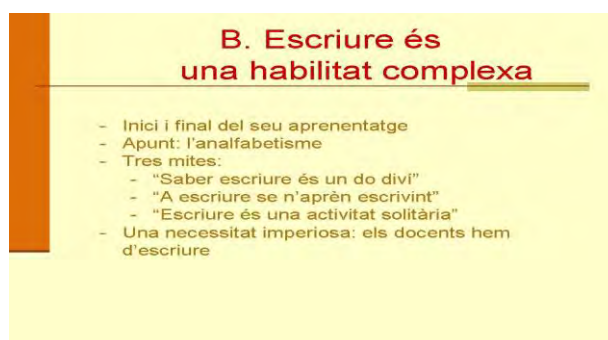 B. Escriure és
una habilitat complexa
- Inici i final del seu aprenentatge
- Apunt: l'analfabetisme
- Tres mites:
- "Saber escriure és un do diví"
- "A escriure se n'aprèn escrivint"
- "Escriure és una activitat solitària"
- Una necessitat imperiosa: els docents hem
d'escriure